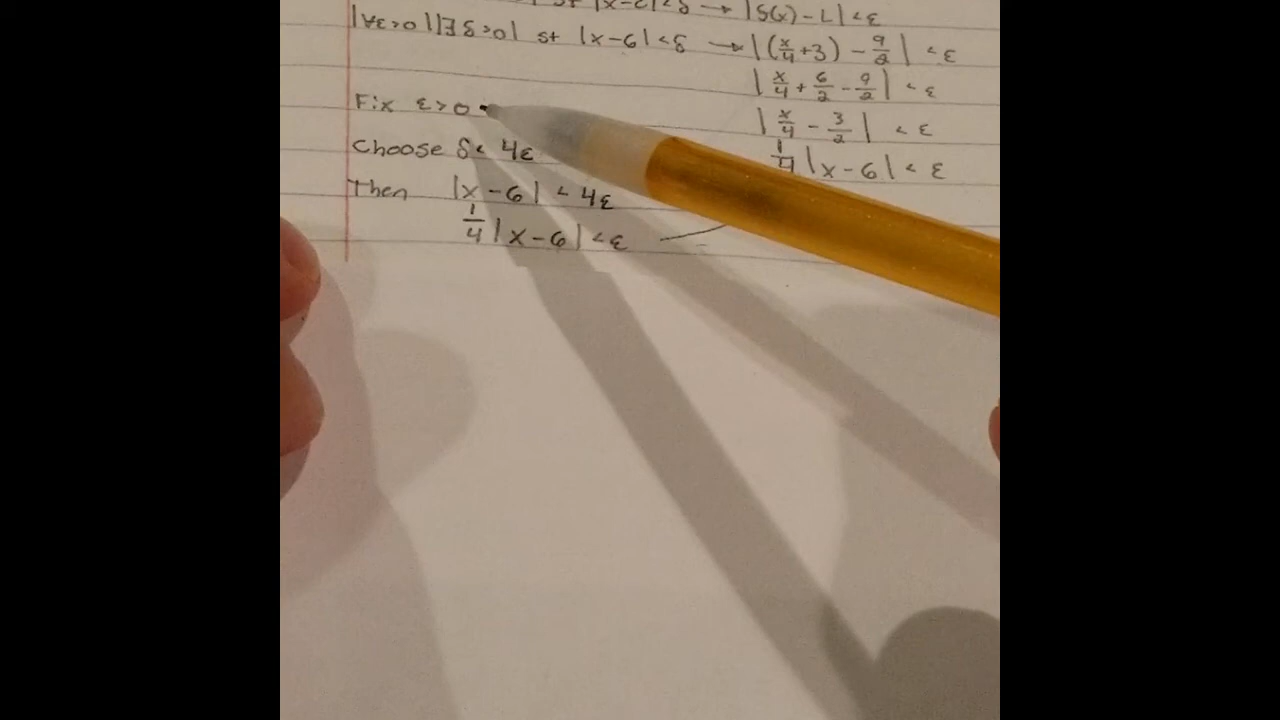 st |x-c| < δ → |f(x) - L| < ε
|∀ε>0||∃δ>0| st |x-6| < δ → |(x/4 + 3) - 9/2| < ε
|x/4 + 6/2 - 9/2| < ε
|x/4 - 3/2| < ε
1/4 |x-6| < ε
Fix ε>0
Choose δ < 4ε
Then |x-6| < 4ε
1/4 |x-6| < ε